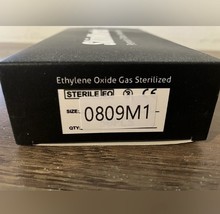 Ethylene Oxide Gas Sterilized
STERILE EO
SIZE: 0809M1
QTY